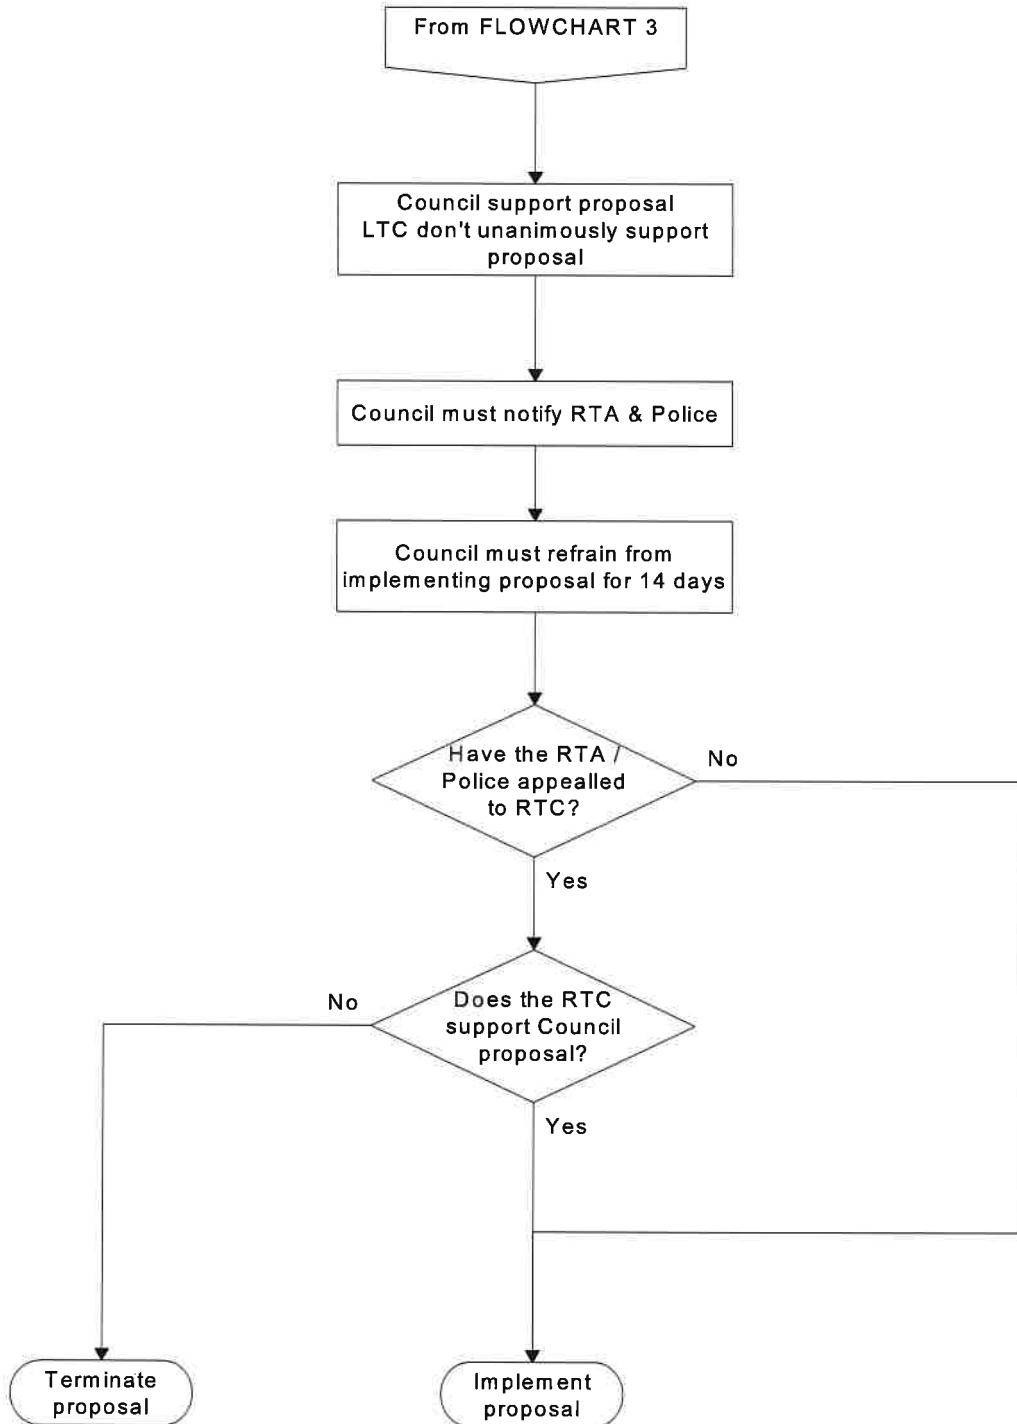 From FLOWCHART 3
Council support proposal
LTC don't unanimously support
proposal
Council must notify RTA & Police
Council must refrain from
implementing proposal for 14 days
Have the RTA /
Police appealled
to RTC?
No
Yes
No
Does the RTC
support Council
proposal?
Yes
Terminate
proposal
Implement
proposal